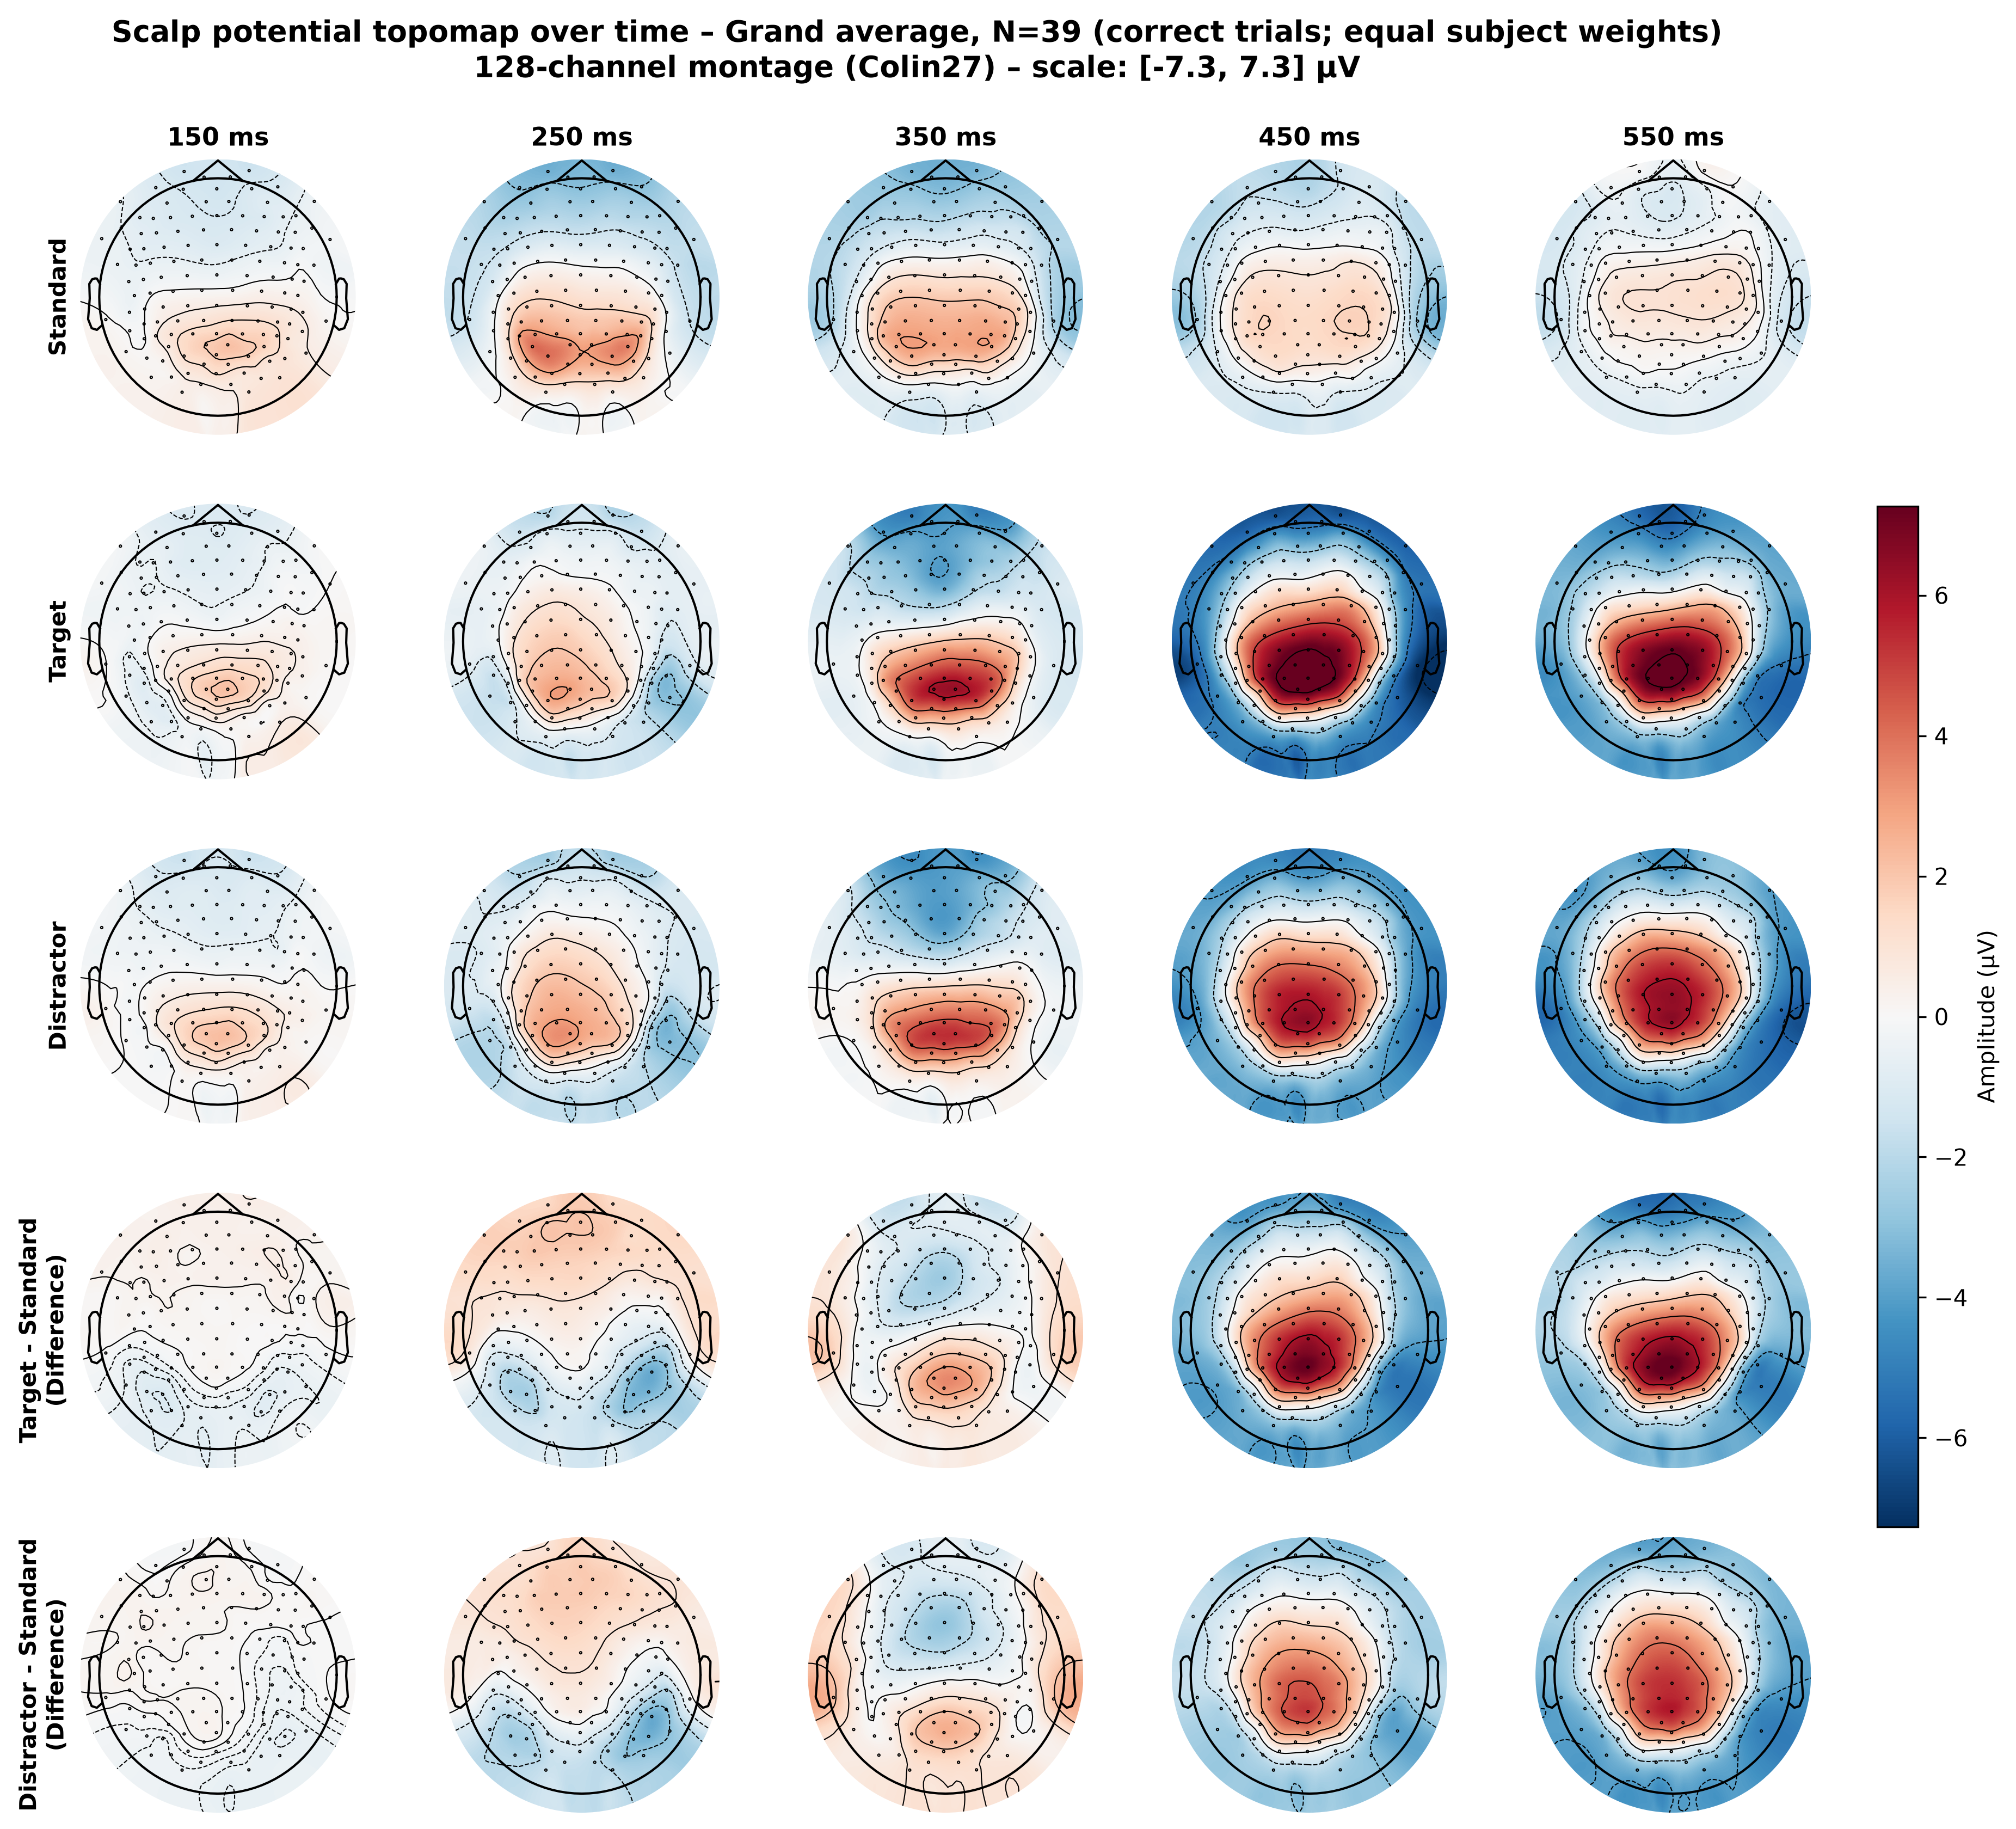 Scalp potential topomap over time – Grand average, N=39 (correct trials; equal subject weights)
128-channel montage (Colin27) – scale: [-7.3, 7.3] µV
150 ms
250 ms
350 ms
450 ms
550 ms
Standard
Target
Distractor
Target - Standard
(Difference)
Distractor - Standard
(Difference)
6
4
2
0
−2
−4
−6
Amplitude (µV)